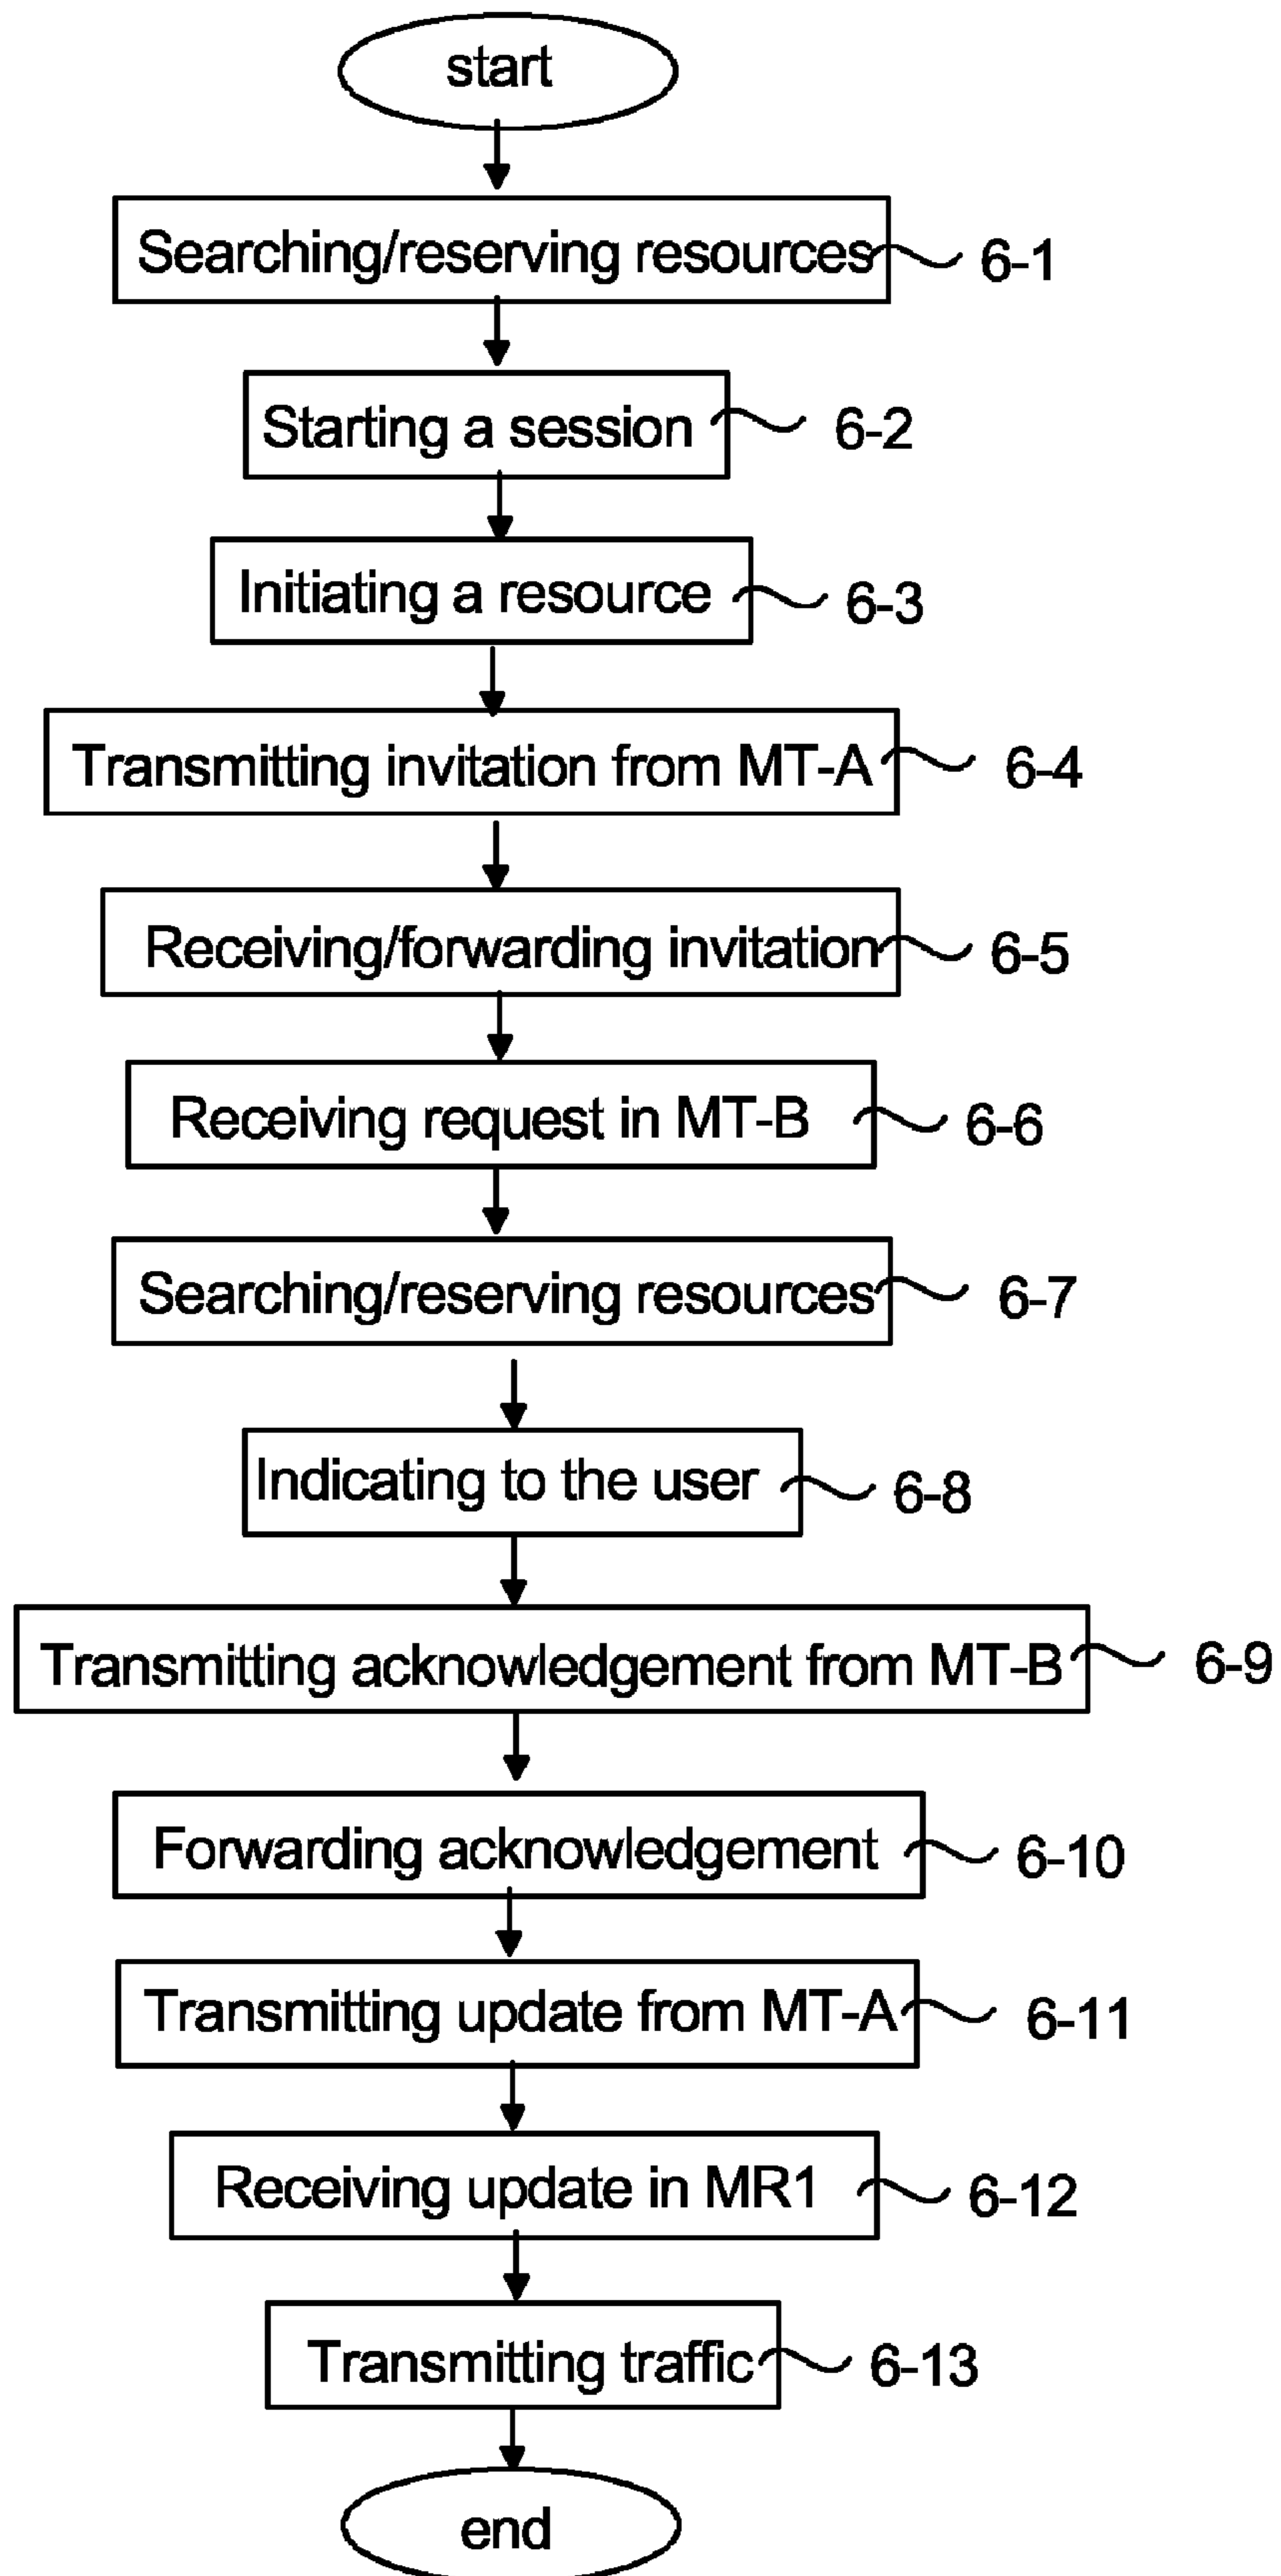 start
Searching/reserving resources 6-1
Starting a session 6-2
Initiating a resource 6-3
Transmitting invitation from MT-A 6-4
Receiving/forwarding invitation 6-5
Receiving request in MT-B 6-6
Searching/reserving resources 6-7
Indicating to the user 6-8
Transmitting acknowledgement from MT-B 6-9
Forwarding acknowledgement 6-10
Transmitting update from MT-A 6-11
Receiving update in MR1 6-12
Transmitting traffic 6-13
end